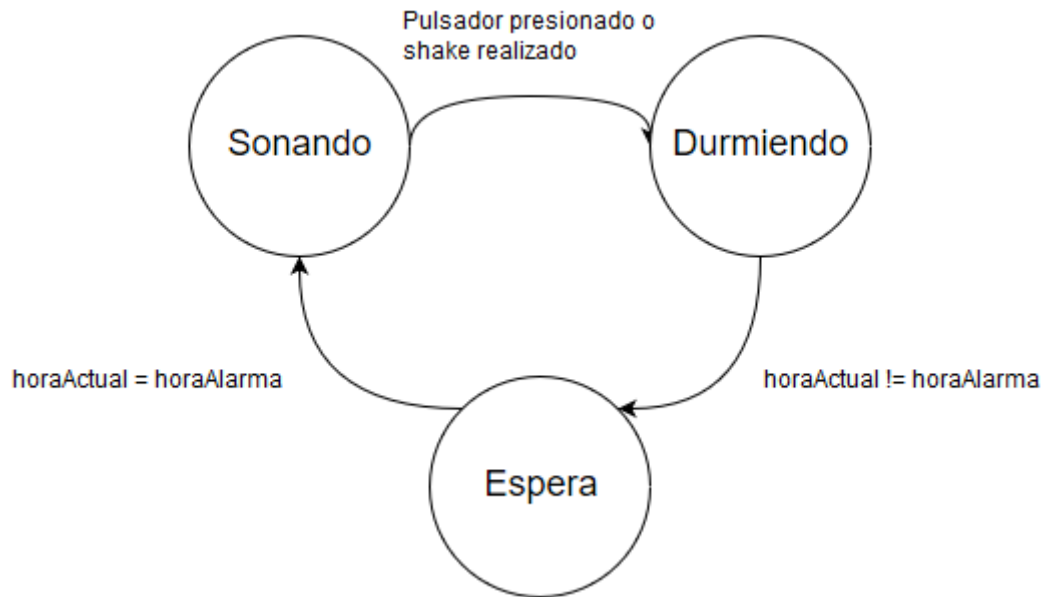 Pulsador presionado o
shake realizado
Sonando
Durmiendo
horaActual = horaAlarma
horaActual != horaAlarma
Espera